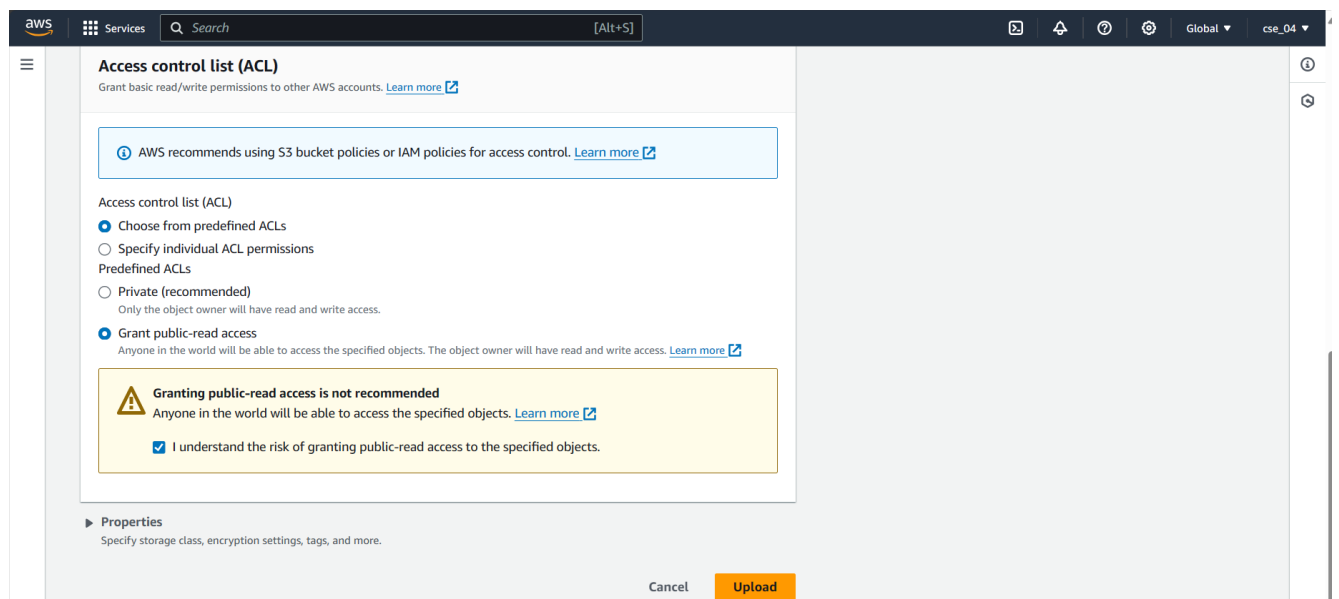 aws
Services
Search
[Alt+S]
Global
cse_04
Access control list (ACL)
Grant basic read/write permissions to other AWS accounts. Learn more
AWS recommends using S3 bucket policies or IAM policies for access control. Learn more
Access control list (ACL)
Choose from predefined ACLs
Specify individual ACL permissions
Predefined ACLs
Private (recommended)
Only the object owner will have read and write access.
Grant public-read access
Anyone in the world will be able to access the specified objects. The object owner will have read and write access. Learn more
Granting public-read access is not recommended
Anyone in the world will be able to access the specified objects. Learn more
I understand the risk of granting public-read access to the specified objects.
Properties
Specify storage class, encryption settings, tags, and more.
Cancel
Upload